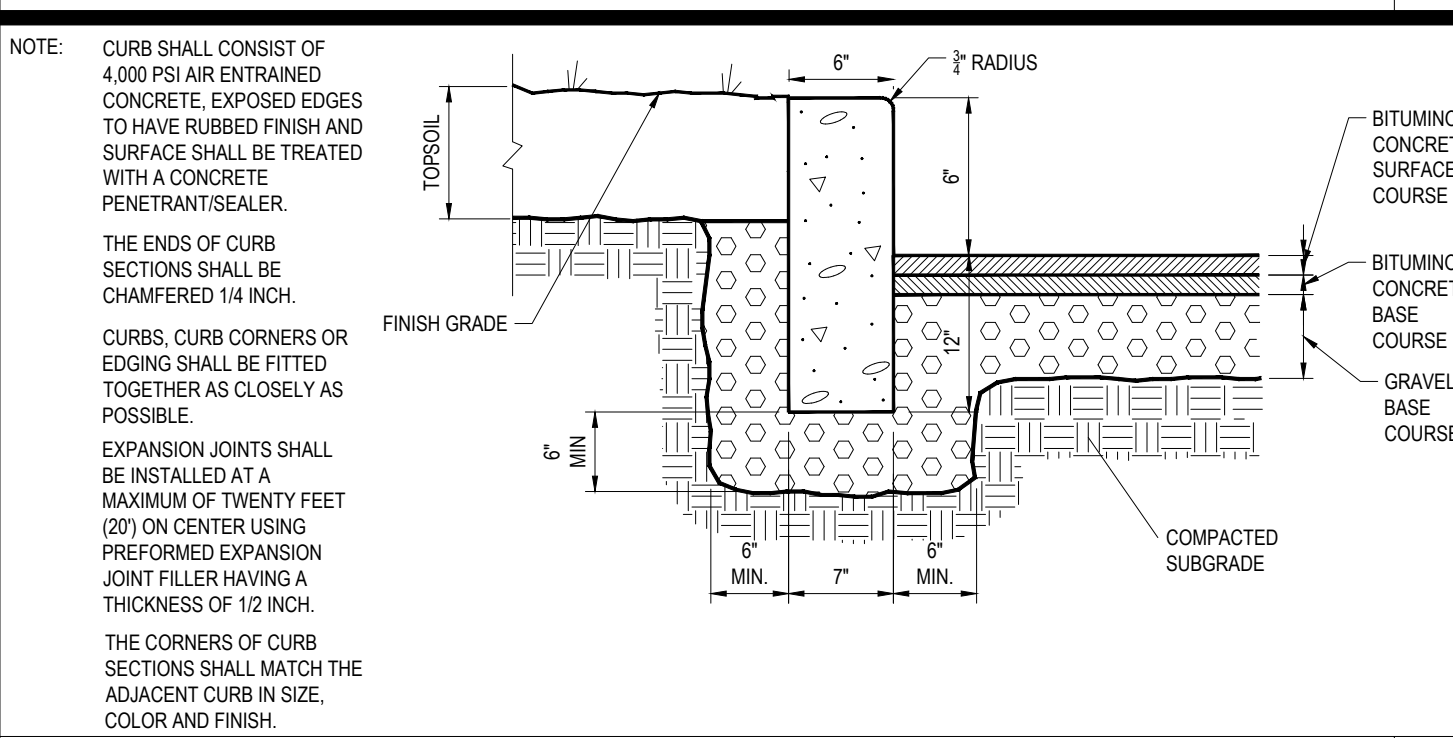 NOTE:
CURB SHALL CONSIST OF
4,000 PSI AIR ENTRAINED
CONCRETE, EXPOSED EDGES
TO HAVE RUBBED FINISH AND
SURFACE SHALL BE TREATED
WITH A CONCRETE
PENETRANT/SEALER.
THE ENDS OF CURB
SECTIONS SHALL BE
CHAMFERED 1/4 INCH.
CURBS, CURB CORNERS OR
EDGING SHALL BE FITTED
TOGETHER AS CLOSELY AS
POSSIBLE.
EXPANSION JOINTS SHALL
BE INSTALLED AT A
MAXIMUM OF TWENTY FEET
(20') ON CENTER USING
PREFORMED EXPANSION
JOINT FILLER HAVING A
THICKNESS OF 1/2 INCH.
THE CORNERS OF CURB
SECTIONS SHALL MATCH THE
ADJACENT CURB IN SIZE,
COLOR AND FINISH.
TOPSOIL
FINISH GRADE
6"
3/4" RADIUS
6"
12"
6"
MIN
6"
MIN.
7"
6"
MIN.
COMPACTED
SUBGRADE
BITUMINO
CONCRET
SURFACE
COURSE
BITUMINO
CONCRET
BASE
COURSE
GRAVEL
BASE
COURSE